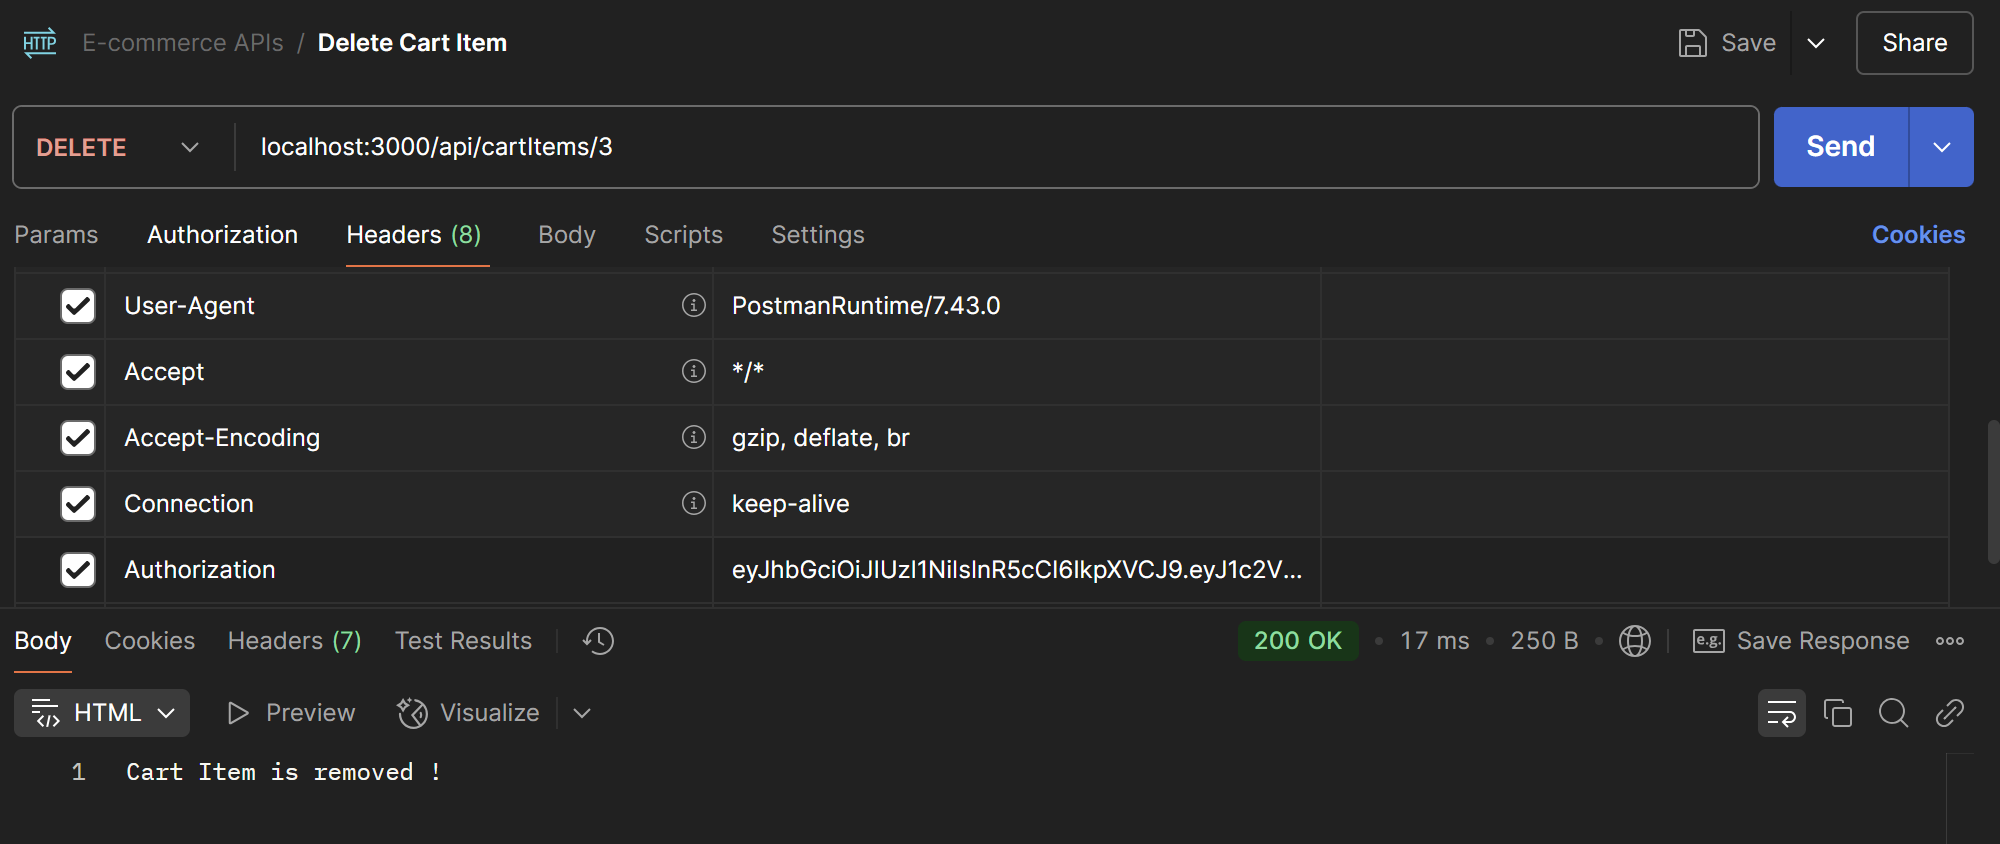 HTTP E-commerce APIs / Delete Cart Item Save Share
DELETE localhost:3000/api/cartItems/3 Send
Params Authorization Headers (8) Body Scripts Settings Cookies
User-Agent PostmanRuntime/7.43.0
Accept */*
Accept-Encoding gzip, deflate, br
Connection keep-alive
Authorization eyJhbGciOiJIUzI1NiIsInR5cCI6IkpXVCJ9.eyJ1c2V...
Body Cookies Headers (7) Test Results 200 OK • 17 ms • 250 B • e.g. Save Response
HTML Preview Visualize
1 Cart Item is removed !